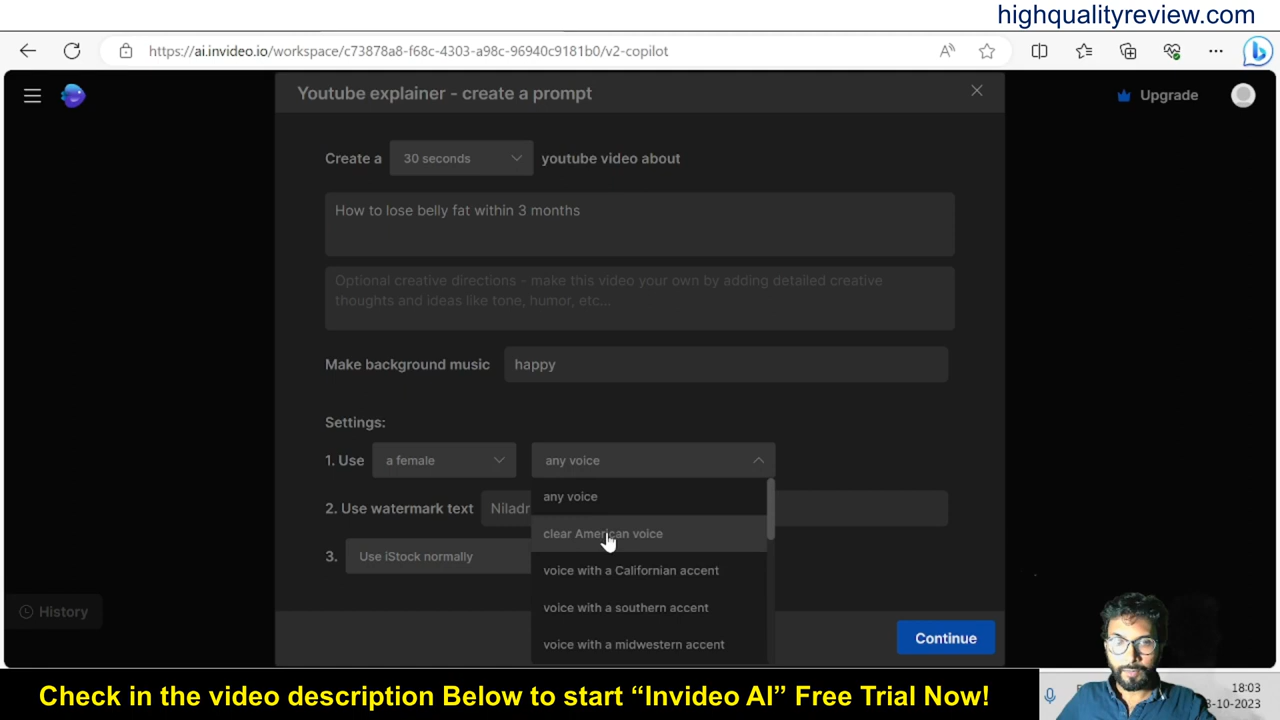 highqualityreview.com
https://ai.invideo.io/workspace/c73878a8-f68c-4303-a98c-96940c9181b0/v2-copilot
Youtube explainer - create a prompt
Upgrade
Create a 30 seconds youtube video about
How to lose belly fat within 3 months
Optional creative directions - make this video your own by adding detailed creative
thoughts and ideas like tone, humor, etc...
Make background music happy
Settings:
1. Use a female any voice
any voice
2. Use watermark text Niladr
clear American voice
3. Use iStock normally
voice with a Californian accent
voice with a southern accent
History
voice with a midwestern accent
Continue
Check in the video description Below to start “Invideo AI” Free Trial Now!
18:03
3-10-2023